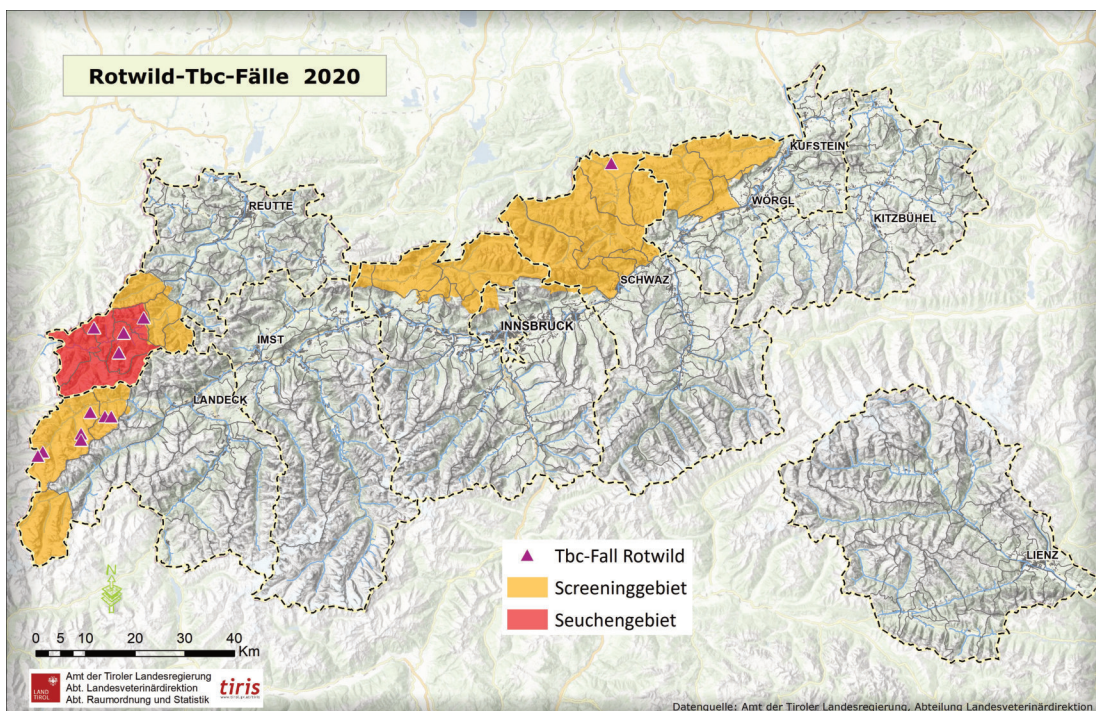 Rotwild-Tbc-Fälle 2020
KUFSTEIN
REUTTE
WÖRGL
KITZBÜHEL
SCHWAZ
INNSBRUCK
IMST
LANDECK
LIENZ
Tbc-Fall Rotwild
Screeninggebiet
Seuchengebiet
N
0 5 10 20 30 40
Km
LAND
TIROL
Amt der Tiroler Landesregierung
Abt. Landesveterinärdirektion
Abt. Raumordnung und Statistik
tiris
Datenquelle: Amt der Tiroler Landesregierung, Abteilung Landesveterinärdirektion